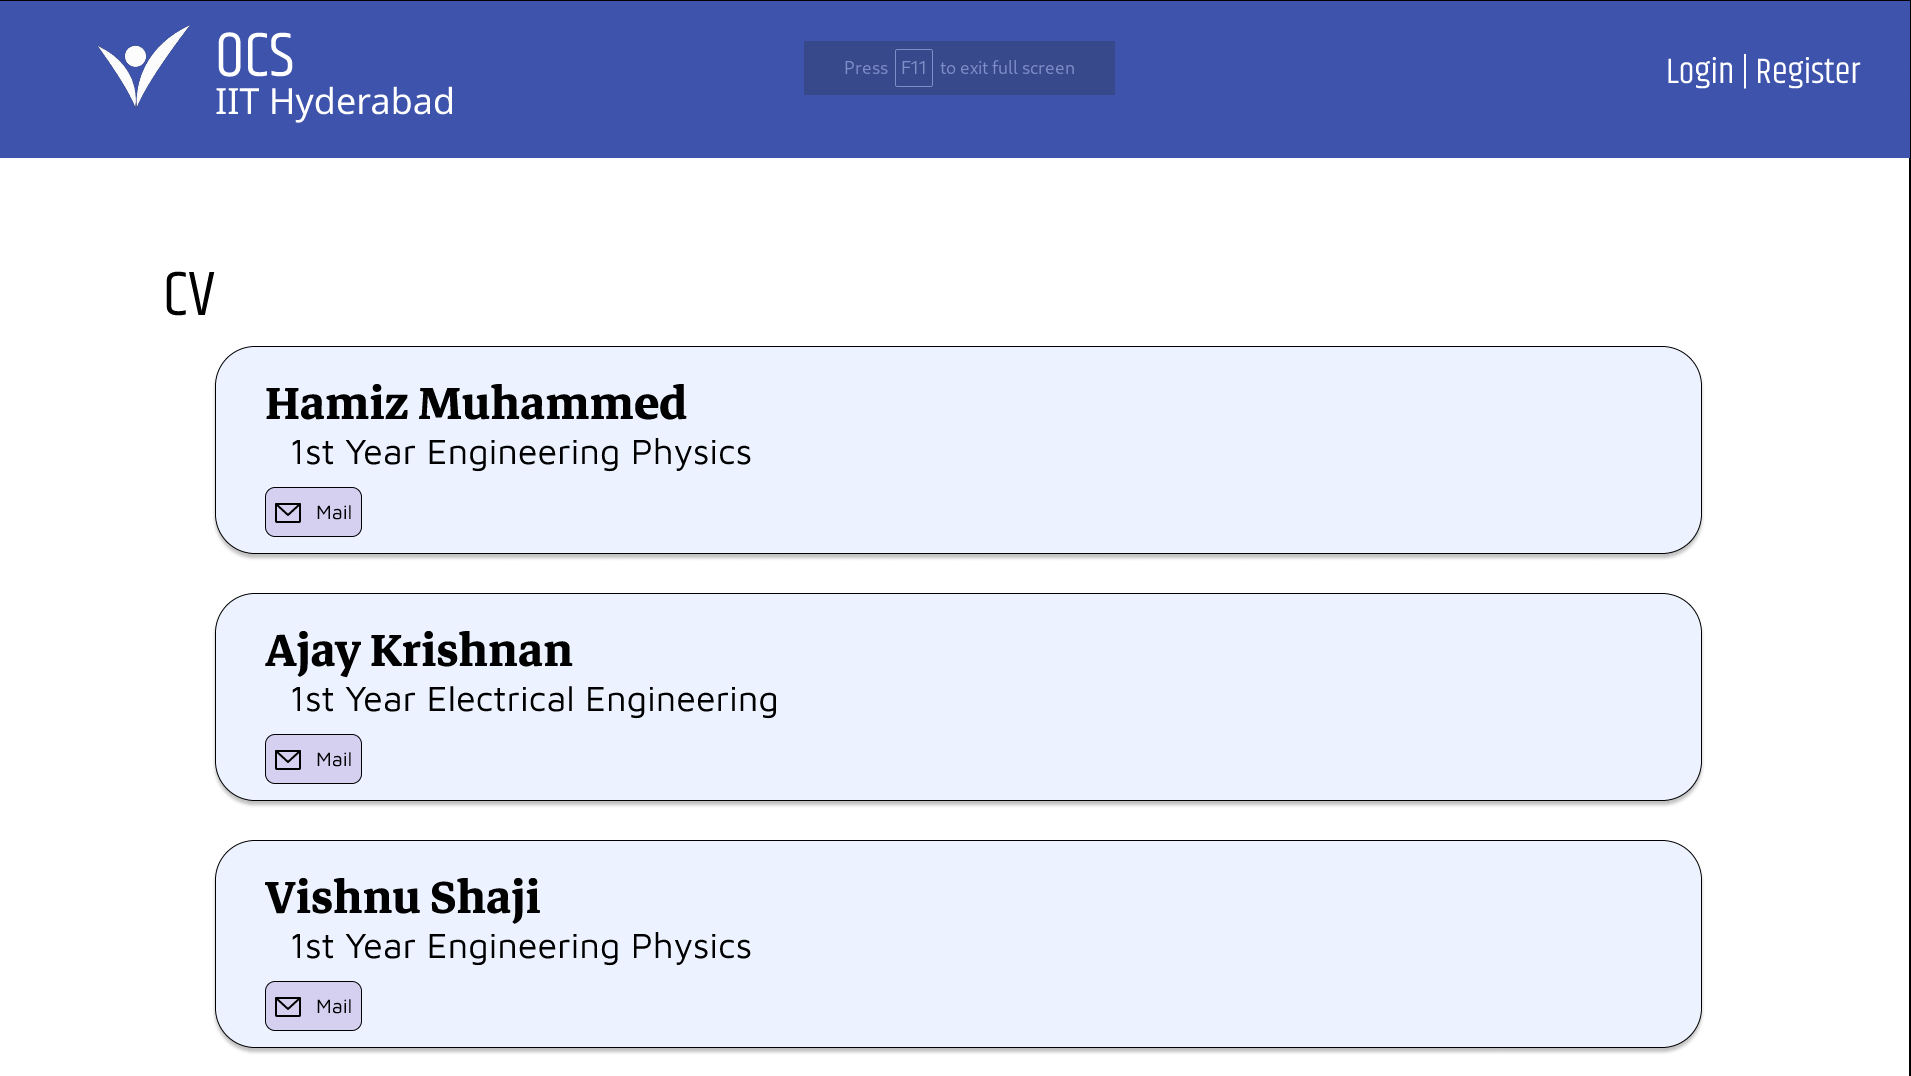 OCS
IIT Hyderabad
Press F11 to exit full screen
Login | Register
CV
Hamiz Muhammed
1st Year Engineering Physics
Mail
Ajay Krishnan
1st Year Electrical Engineering
Mail
Vishnu Shaji
1st Year Engineering Physics
Mail